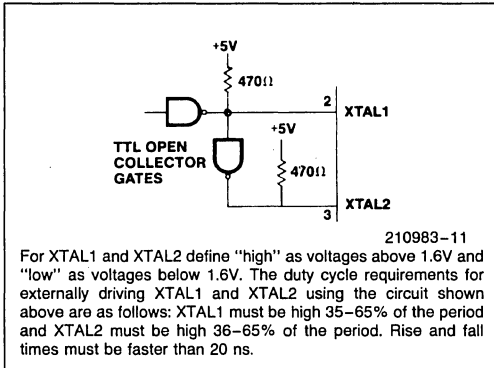 +5V
470Ω
2
XTAL1
+5V
TTL OPEN
COLLECTOR
GATES
470Ω
XTAL2
3
210983–11
For XTAL1 and XTAL2 define "high" as voltages above 1.6V and
"low" as voltages below 1.6V. The duty cycle requirements for
externally driving XTAL1 and XTAL2 using the circuit shown
above are as follows: XTAL1 must be high 35–65% of the period
and XTAL2 must be high 36–65% of the period. Rise and fall
times must be faster than 20 ns.